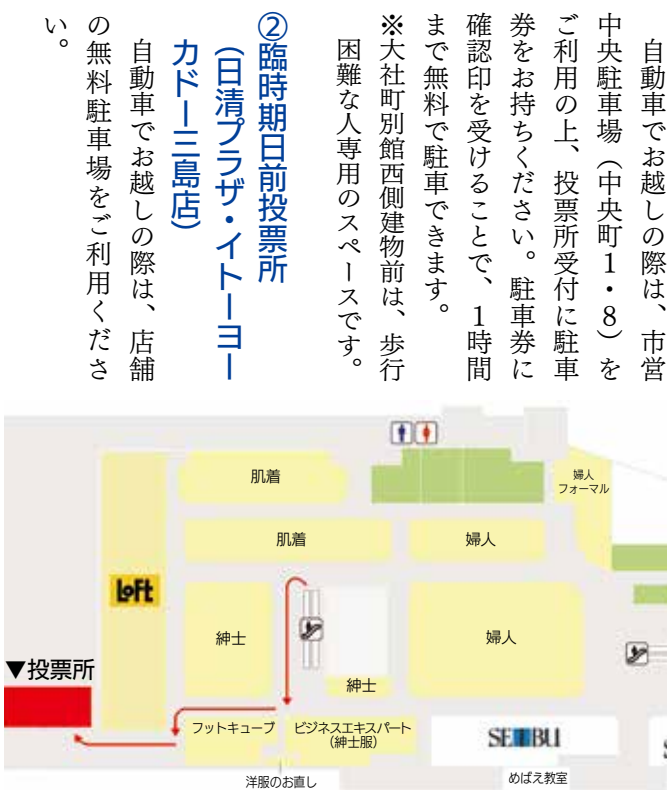 自動車でお越しの際は、市営
中央駐車場（中央町１・８）を
ご利用の上、投票所受付に駐車
券をお持ちください。駐車券に
確認印を受けることで、１時間
まで無料で駐車できます。
※大社町別館西側建物前は、歩行
困難な人専用のスペースです。
②臨時期日前投票所
（日清プラザ・イトーヨー
カドー三島店）
自動車でお越しの際は、店舗
の無料駐車場をご利用くださ
い。
肌着
婦人
フォーマル
肌着
婦人
LoFt
紳士
婦人
▼投票所
紳士
フットキューブ
ビジネスエキスパート
（紳士服）
SEIBU
洋服のお直し
めばえ教室